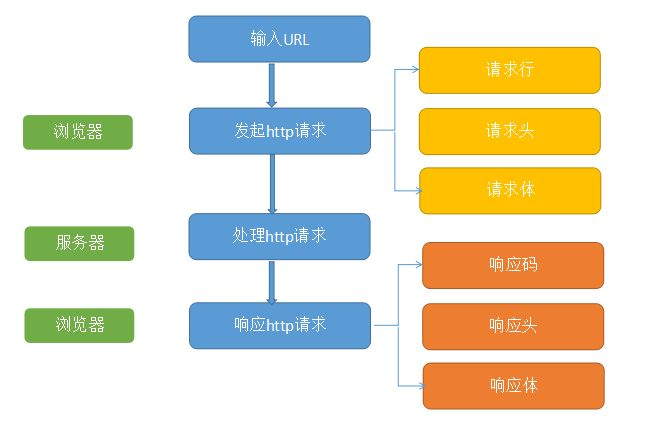 输入URL
请求行
浏览器
发起http请求
请求头
请求体
服务器
处理http请求
响应码
浏览器
响应http请求
响应头
响应体